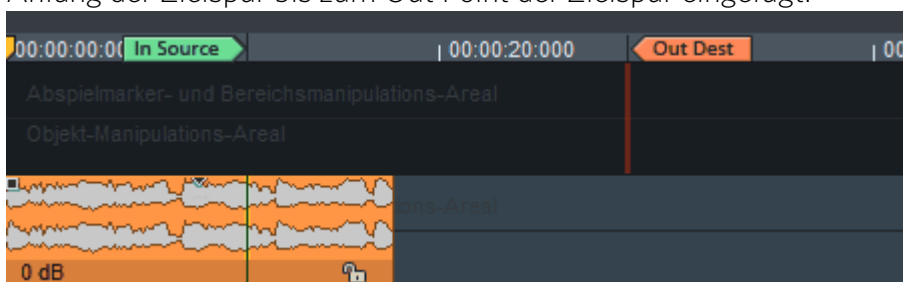 Anfang der Zielspur bis zum Out Point der Zielspur eingefügt.
00:00:00:00 In Source 00:00:20:000 Out Dest 00
Abspielmarker- und Bereichsmanipulations-Areal
Objekt-Manipulations-Areal
ons-Areal
0 dB